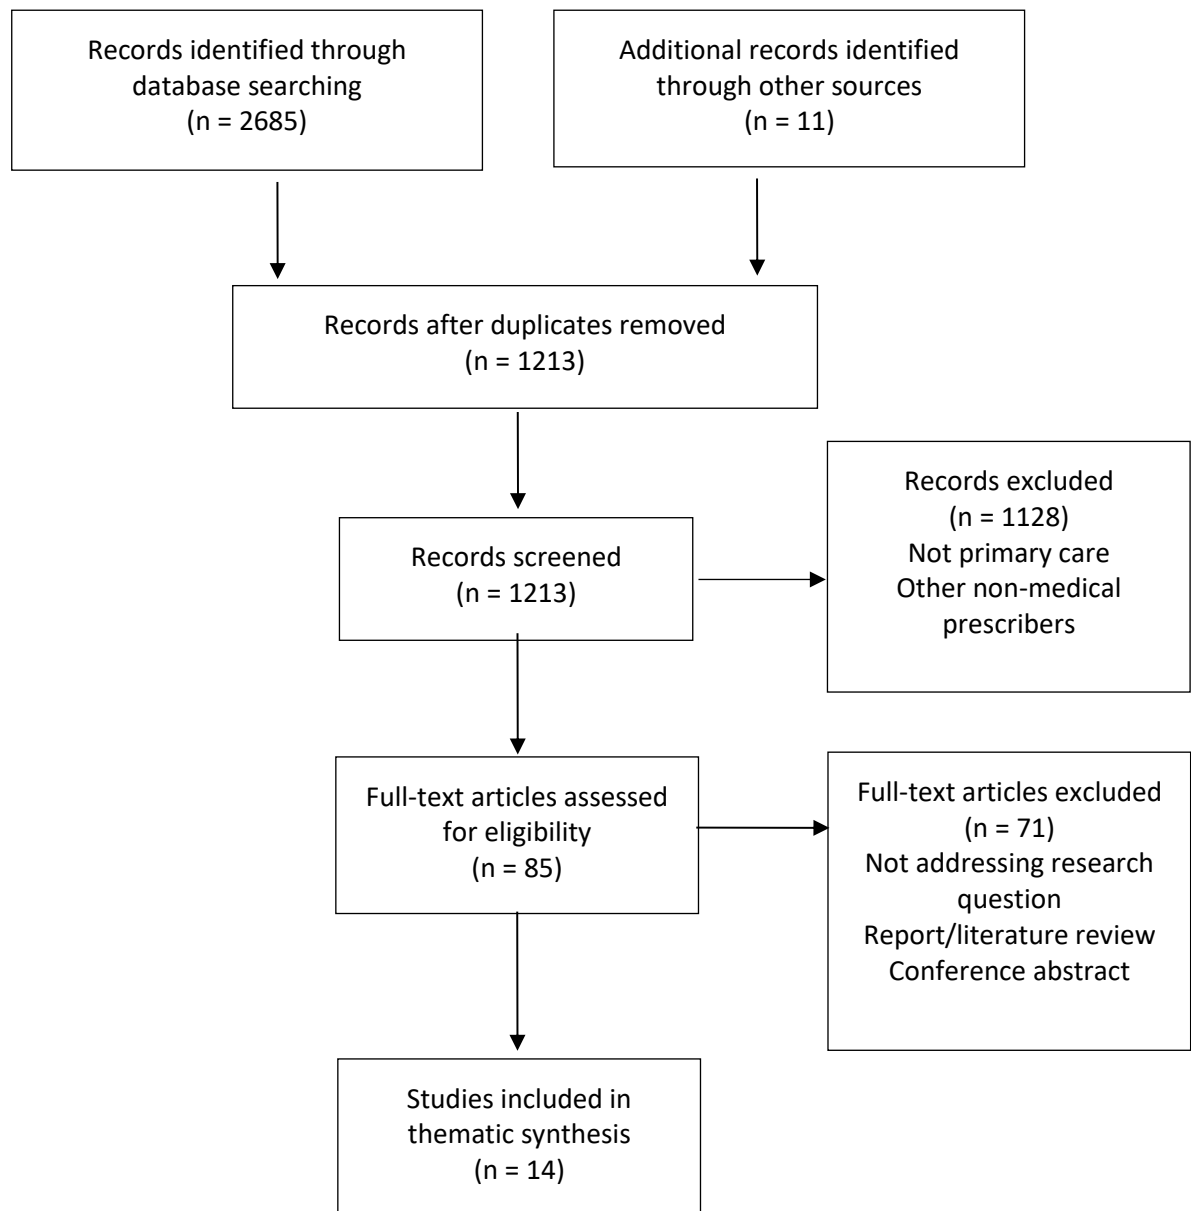 Records identified through
database searching
(n = 2685)
Additional records identified
through other sources
(n = 11)
Records after duplicates removed
(n = 1213)
Records screened
(n = 1213)
Records excluded
(n = 1128)
Not primary care
Other non-medical
prescribers
Full-text articles assessed
for eligibility
(n = 85)
Full-text articles excluded
(n = 71)
Not addressing research
question
Report/literature review
Conference abstract
Studies included in
thematic synthesis
(n = 14)